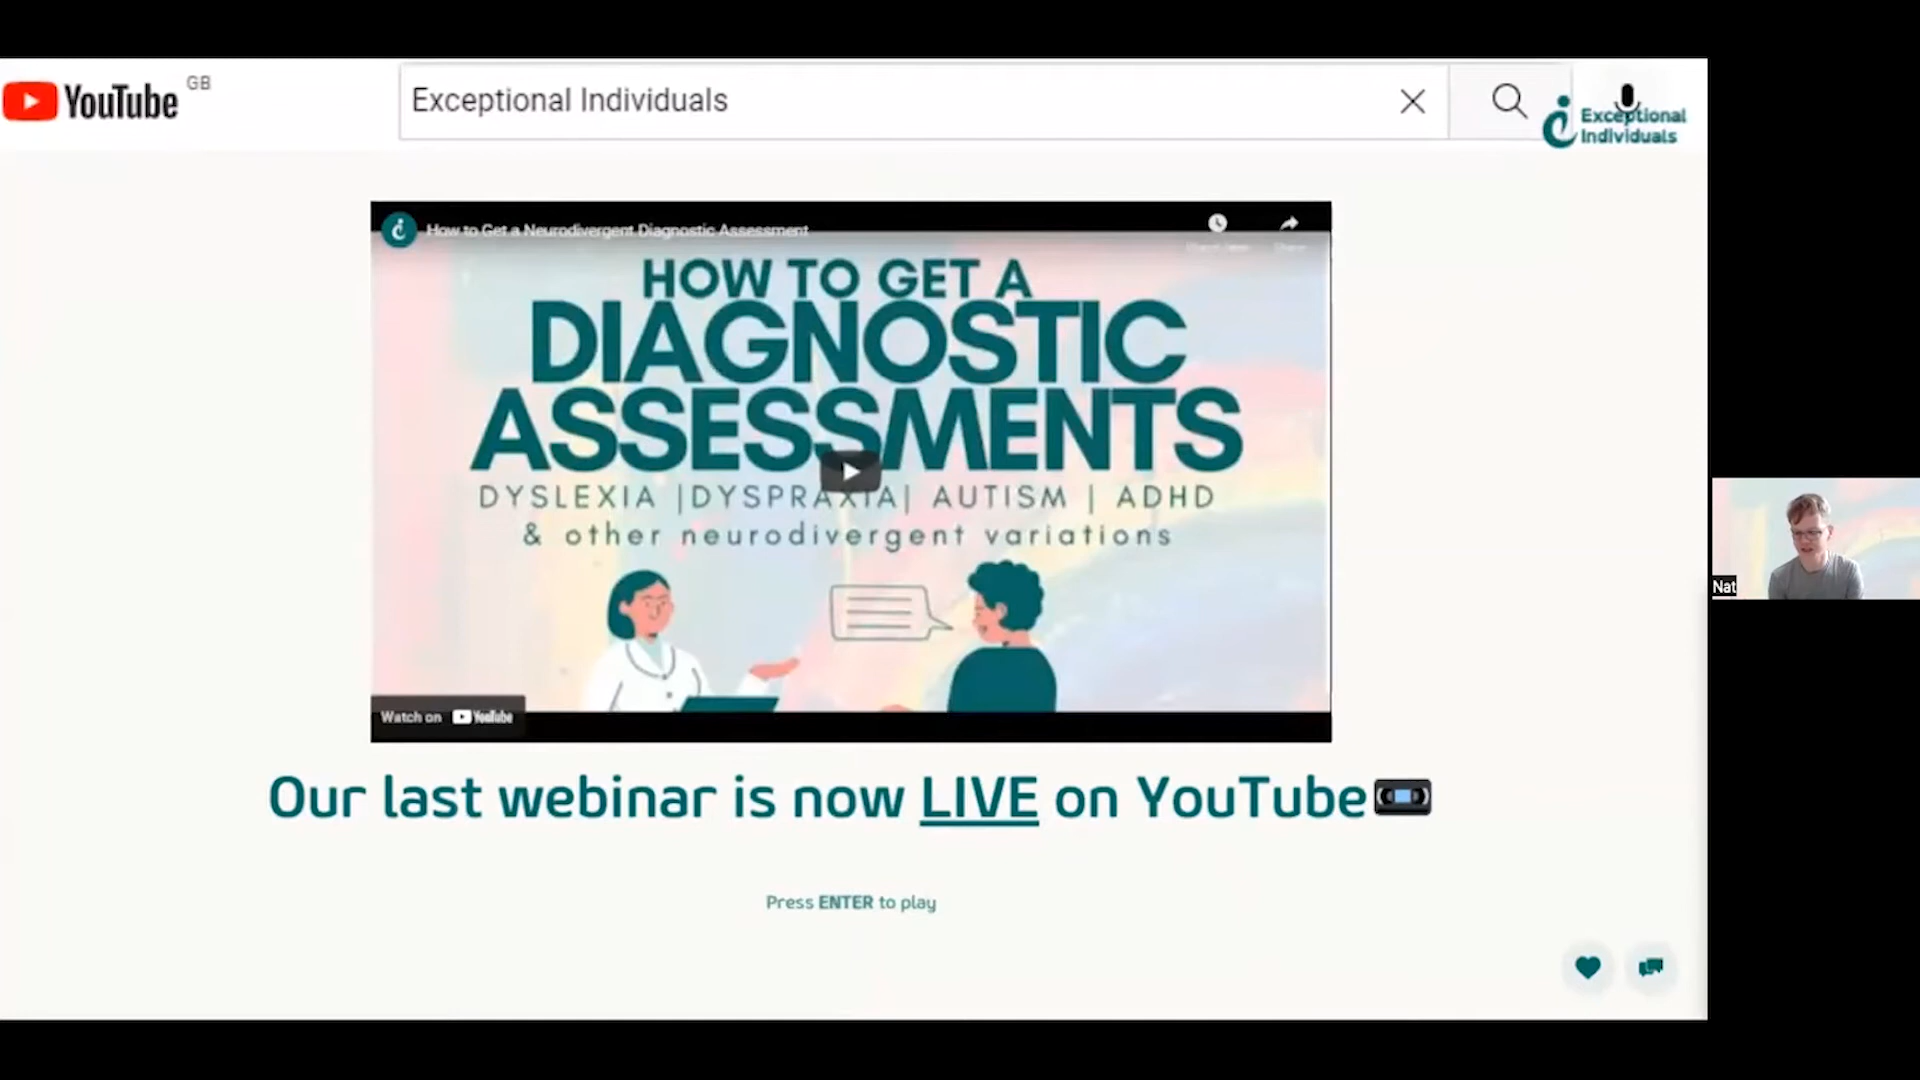 YouTube GB
Exceptional Individuals
Exceptional
Individuals
How to Get a Neurodivergent Diagnostic Assessment
HOW TO GET A
DIAGNOSTIC
ASSESSMENTS
DYSLEXIA |DYSPRAXIA| AUTISM | ADHD
& other neurodivergent variations
Watch on YouTube
Nat
Our last webinar is now LIVE on YouTube
Press ENTER to play